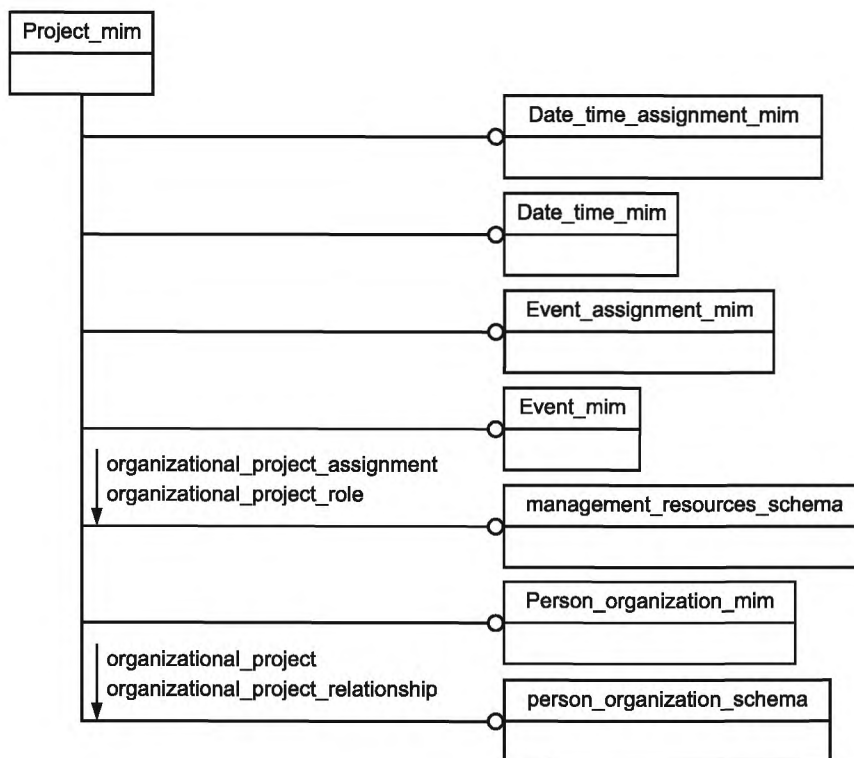 Project_mim
Date_time_assignment_mim
Date_time_mim
Event_assignment_mim
Event_mim
organizational_project_assignment
organizational_project_role
management_resources_schema
Person_organization_mim
organizational_project
organizational_project_relationship
person_organization_schema